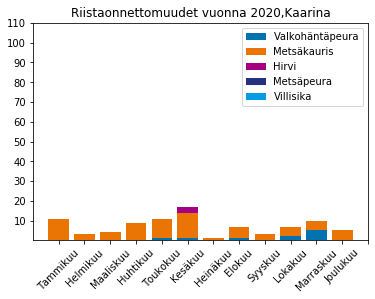 Riistaonnettomuudet vuonna 2020,Kaarina
110
100
90
80
70
60
50
40
30
20
10
Valkohäntäpeura
Metsäkauris
Hirvi
Metsäpeura
Villisika
Tammikuu
Helmikuu
Maaliskuu
Huhtikuu
Toukokuu
Kesäkuu
Heinäkuu
Elokuu
Syyskuu
Lokakuu
Marraskuu
Joulukuu